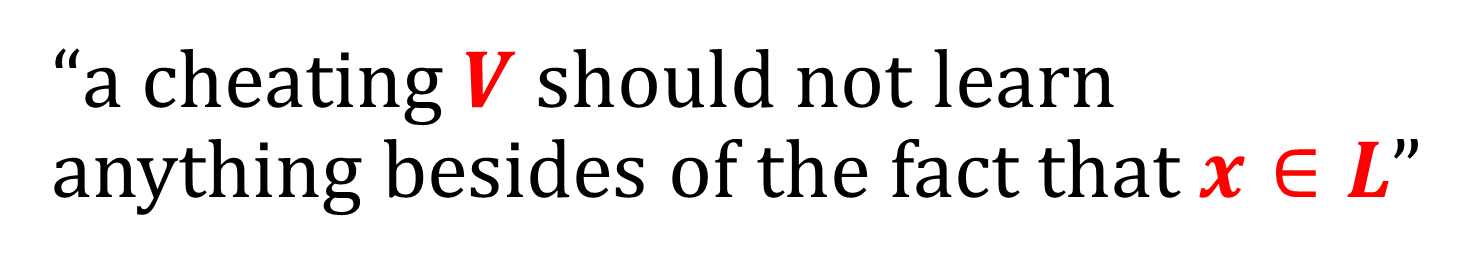 “a cheating V should not learn
anything besides of the fact that x ∈ L”